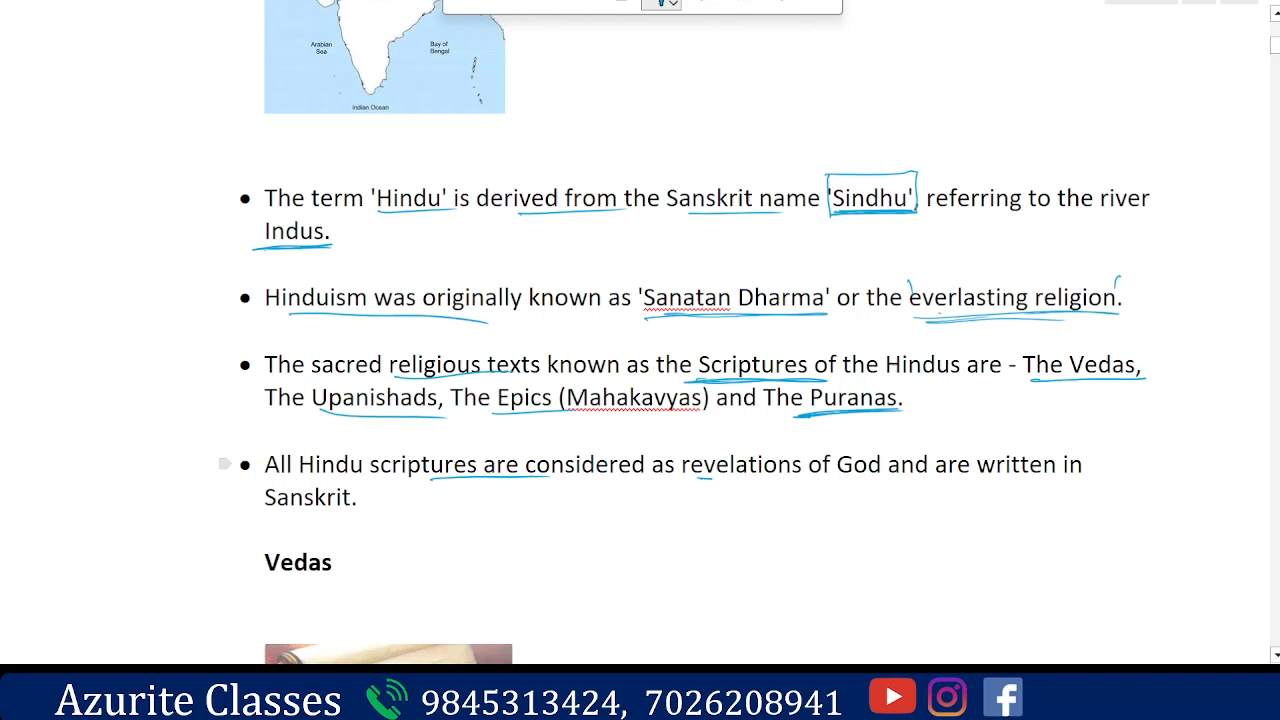 Arabian
Sea
Bay of
Bengal
Indian Ocean
• The term 'Hindu' is derived from the Sanskrit name 'Sindhu', referring to the river
Indus.
• Hinduism was originally known as 'Sanatan Dharma' or the everlasting religion.
• The sacred religious texts known as the Scriptures of the Hindus are - The Vedas,
The Upanishads, The Epics (Mahakavyas) and The Puranas.
• All Hindu scriptures are considered as revelations of God and are written in
Sanskrit.
Vedas
Azurite Classes 9845313424, 7026208941